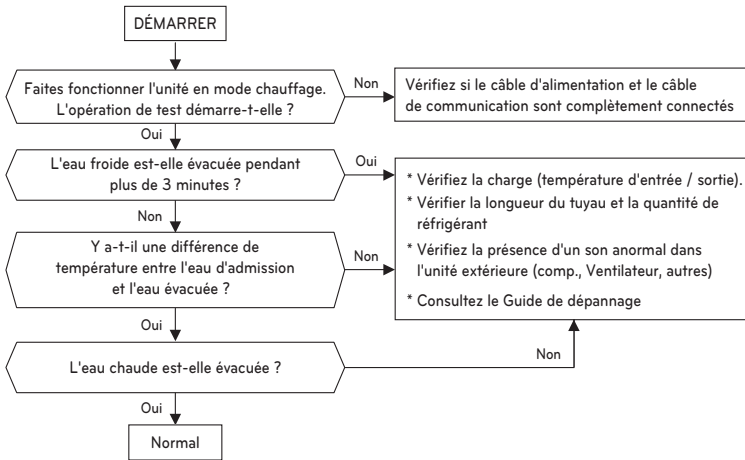 DÉMARRER
Faites fonctionner l'unité en mode chauffage.
L'opération de test démarre-t-elle ?
Non
Vérifiez si le câble d'alimentation et le câble
de communication sont complètement connectés
Oui
L'eau froide est-elle évacuée pendant
plus de 3 minutes ?
Oui
* Vérifiez la charge (température d'entrée / sortie).
* Vérifier la longueur du tuyau et la quantité de
réfrigérant
* Vérifiez la présence d'un son anormal dans
l'unité extérieure (comp., Ventilateur, autres)
* Consultez le Guide de dépannage
Non
Y a-t-il une différence de
température entre l'eau d'admission
et l'eau évacuée ?
Non
Oui
L'eau chaude est-elle évacuée ?
Non
Oui
Normal